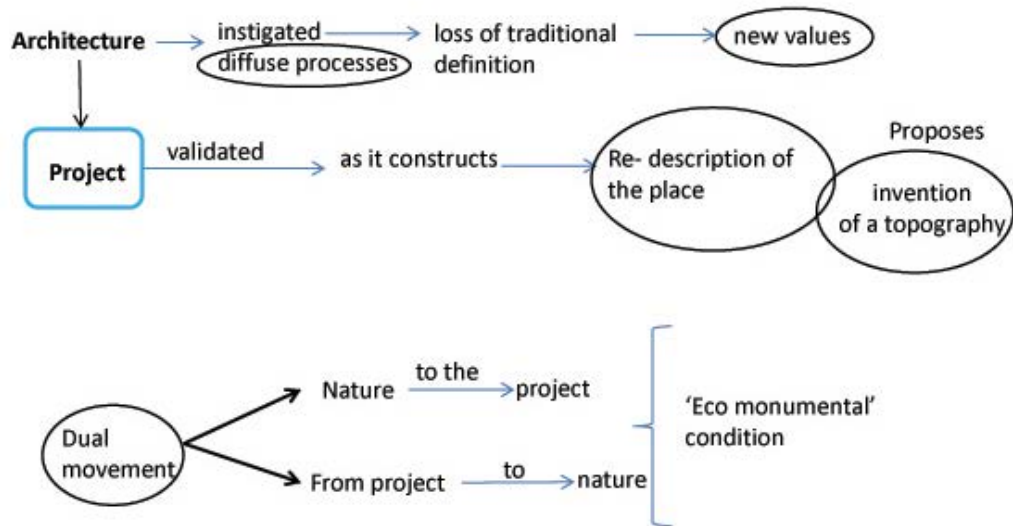 Architecture instigated loss of traditional new values
diffuse processes definition
Proposes
Project validated as it constructs Re- description of
the place
invention
of a topography
Nature to the project
'Eco monumental'
condition
Dual
movement
From project to nature